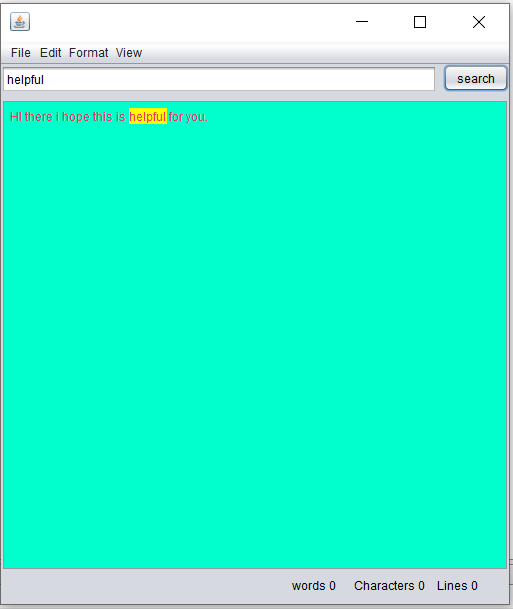 File Edit Format View
helpful search
Hi there i hope this is helpful for you.
words 0 Characters 0 Lines 0